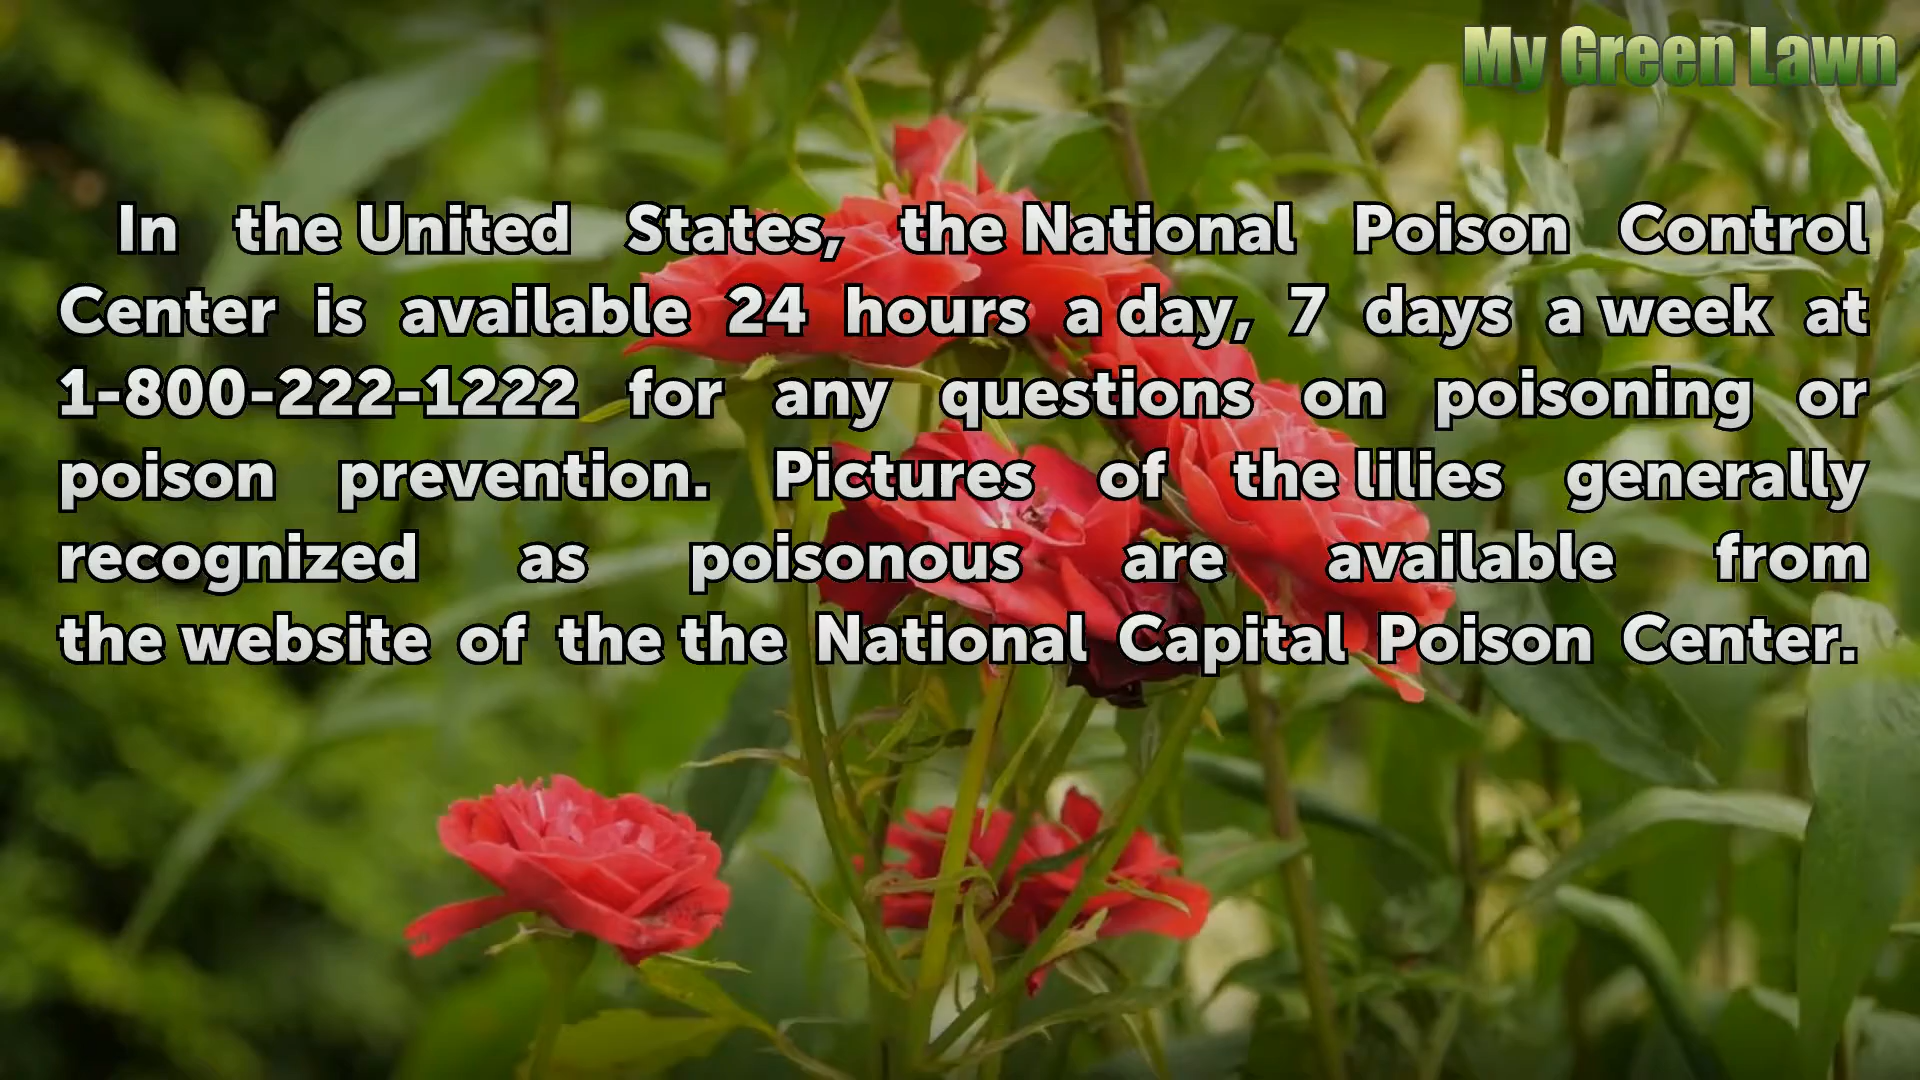 My Green Lawn
In the United States, the National Poison Control
Center is available 24 hours a day, 7 days a week at
1-800-222-1222 for any questions on poisoning or
poison prevention. Pictures of the lilies generally
recognized as poisonous are available from
the website of the the National Capital Poison Center.